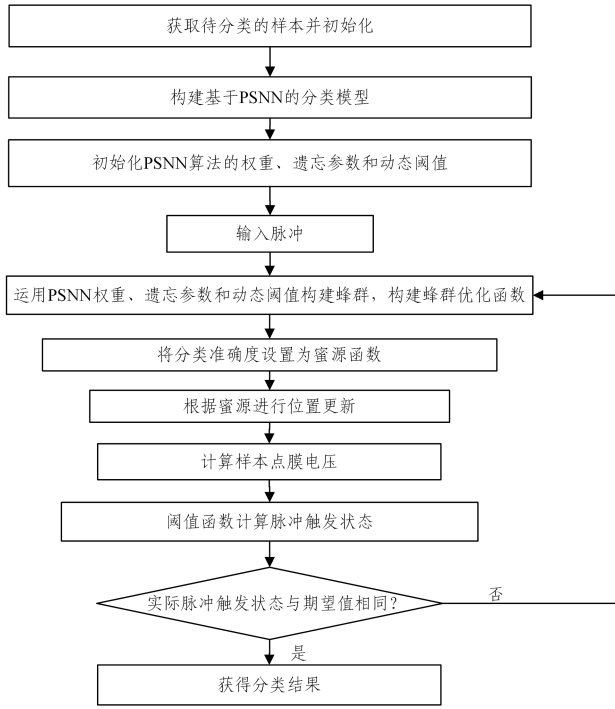 获取待分类的样本并初始化
构建基于PSNN的分类模型
初始化PSNN算法的权重、遗忘参数和动态阈值
输入脉冲
运用PSNN权重、遗忘参数和动态阈值构建蜂群，构建蜂群优化函数
将分类准确度设置为蜜源函数
根据蜜源进行位置更新
计算样本点膜电压
阈值函数计算脉冲触发状态
实际脉冲触发状态与期望值相同？
否
是
获得分类结果